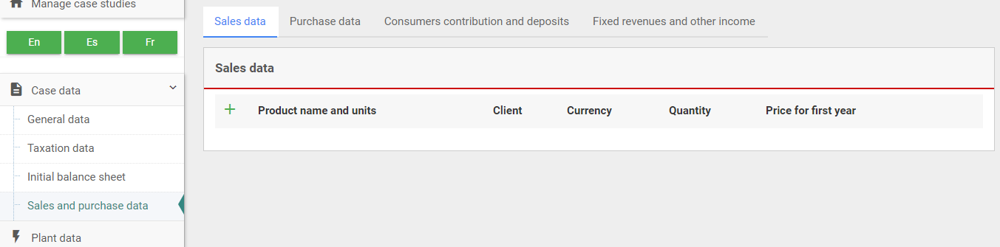 Manage case studies
En Es Fr
Case data
General data
Taxation data
Initial balance sheet
Sales and purchase data
Plant data
Sales data Purchase data Consumers contribution and deposits Fixed revenues and other income
Sales data
Product name and units Client Currency Quantity Price for first year